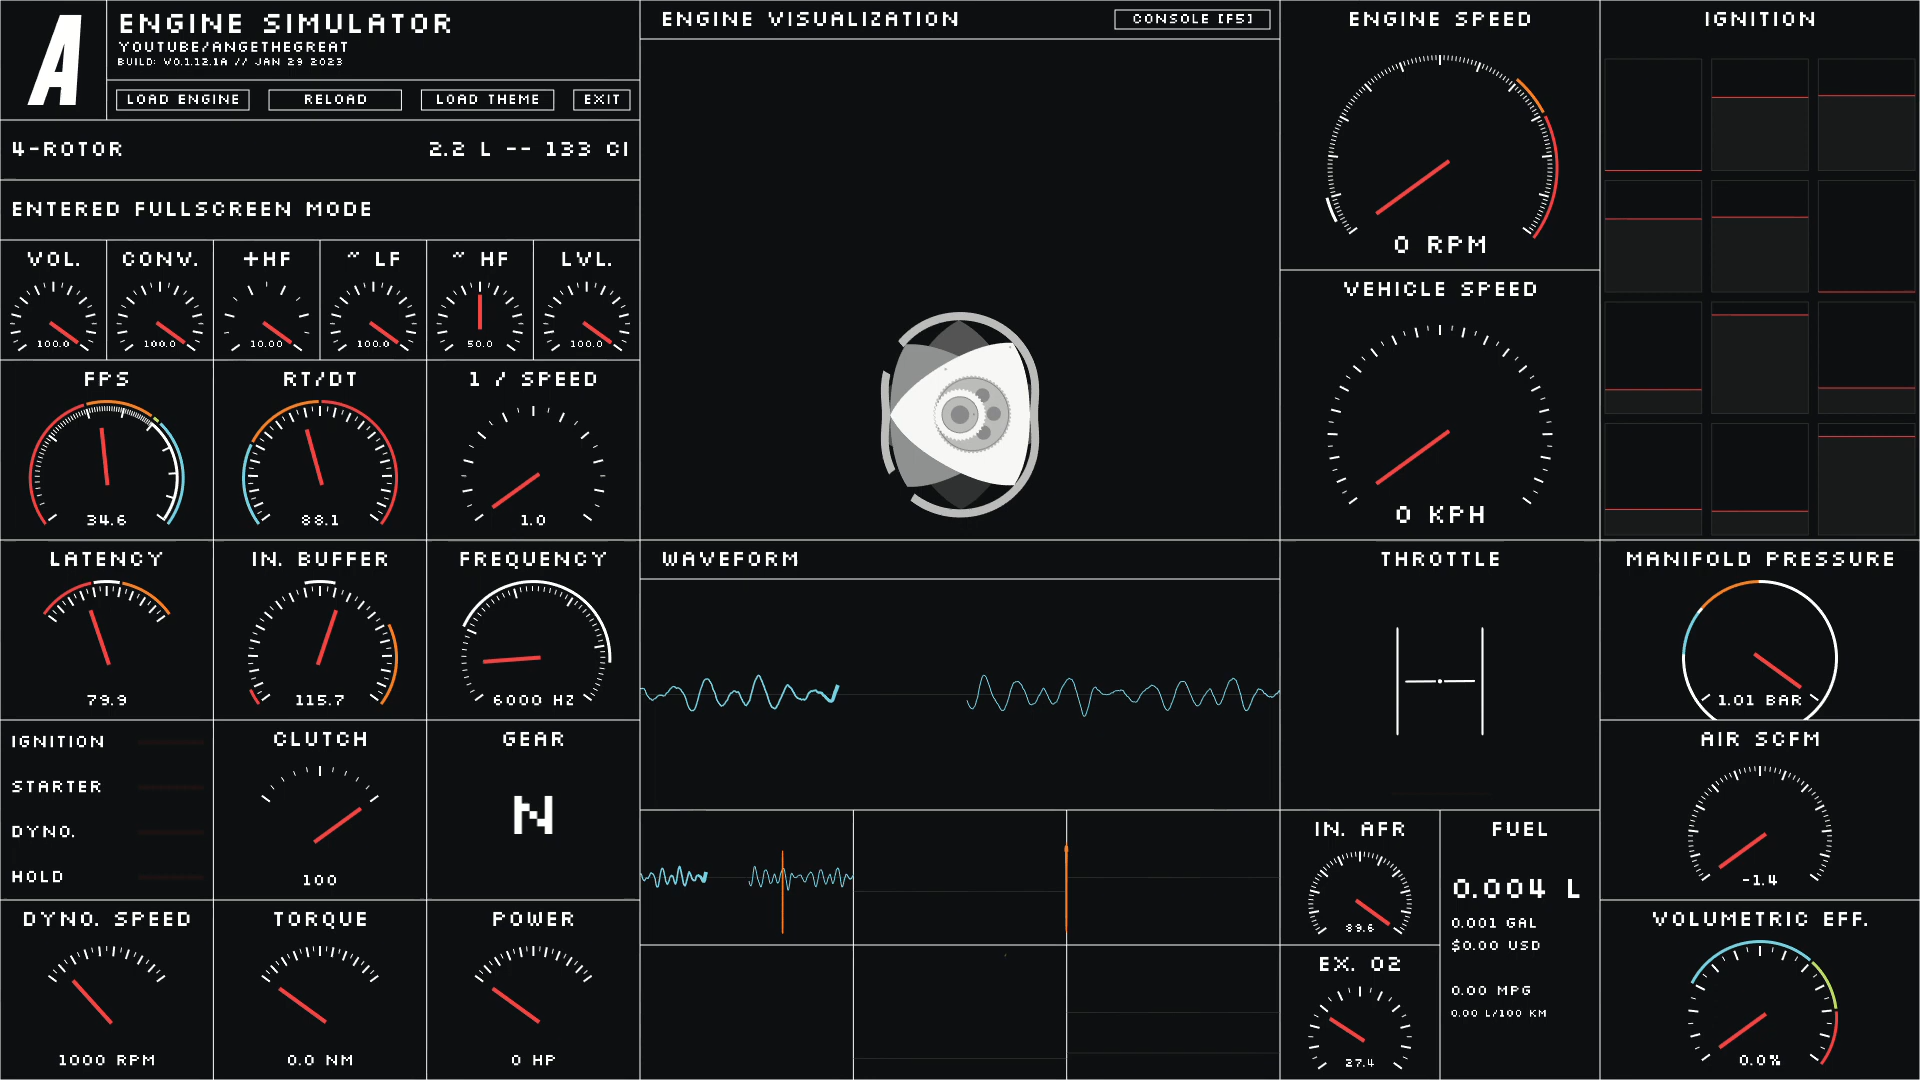 A
ENGINE SIMULATOR
YOUTUBE/ANGETHEGREAT
BUILD: V0.1.12.1A // JAN 29 2023
LOAD ENGINE RELOAD LOAD THEME EXIT
4-ROTOR 2.2 L -- 133 CI
ENTERED FULLSCREEN MODE
VOL. CONV. +HF ~ LF ~ HF LVL.
100.0 100.0 10.00 100.0 50.0 100.0
FPS RT/DT 1 / SPEED
34.6 88.1 1.0
LATENCY IN. BUFFER FREQUENCY
79.9 115.7 6000 HZ
IGNITION
STARTER
DYNO.
HOLD
CLUTCH
100
GEAR
N
DYNO. SPEED TORQUE POWER
1000 RPM 0.0 NM 0 HP
ENGINE VISUALIZATION CONSOLE [F5]
WAVEFORM
ENGINE SPEED
0 RPM
VEHICLE SPEED
0 KPH
THROTTLE
IN. AFR
89.6
EX. O2
27.4
FUEL
0.004 L
0.001 GAL
$0.00 USD
0.00 MPG
0.00 L/100 KM
IGNITION
MANIFOLD PRESSURE
1.01 BAR
AIR SCFM
-1.4
VOLUMETRIC EFF.
0.0%